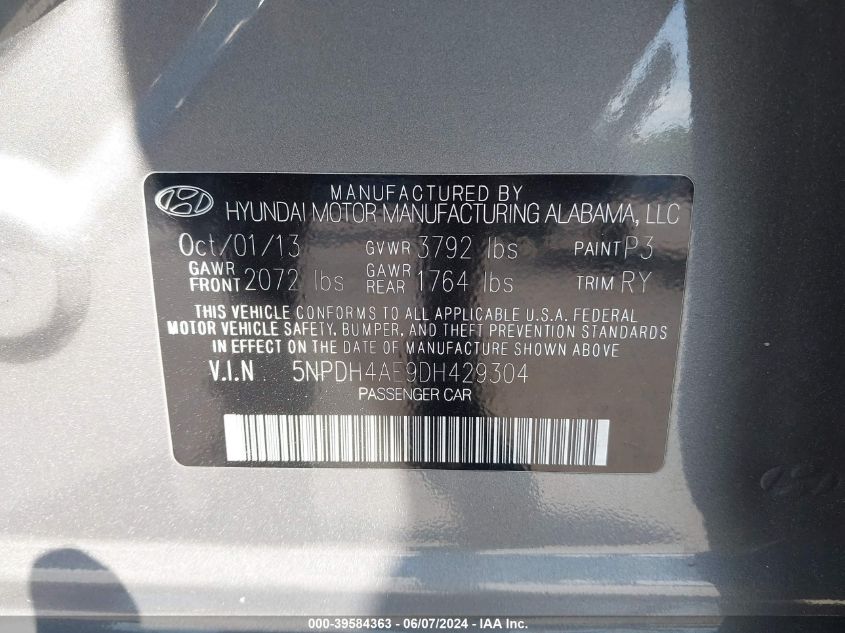 MANUFACTURED BY
HYUNDAI MOTOR MANUFACTURING ALABAMA, LLC
Oct/01/13 GVWR 3792 lbs PAINT P3
GAWR FRONT 2072 lbs GAWR REAR 1764 lbs TRIM RY
THIS VEHICLE CONFORMS TO ALL APPLICABLE U.S.A. FEDERAL
MOTOR VEHICLE SAFETY, BUMPER, AND THEFT PREVENTION STANDARDS
IN EFFECT ON THE DATE OF MANUFACTURE SHOWN ABOVE
V.I.N 5NPDH4AE9DH429304
PASSENGER CAR
000-39584363 - 06/07/2024 - IAA Inc.